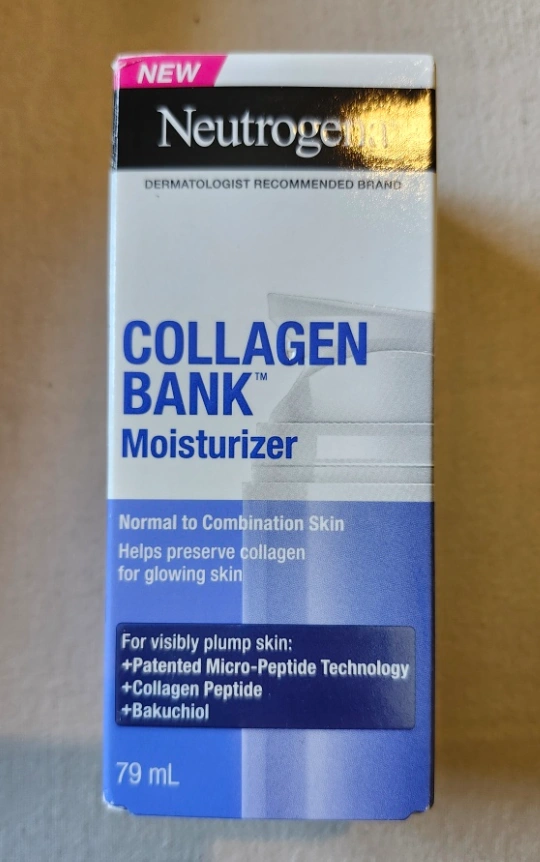 NEW
Neutrogena
DERMATOLOGIST RECOMMENDED BRAND
COLLAGEN
BANK™
Moisturizer
Normal to Combination Skin
Helps preserve collagen
for glowing skin
For visibly plump skin:
+Patented Micro-Peptide Technology
+Collagen Peptide
+Bakuchiol
79 mL